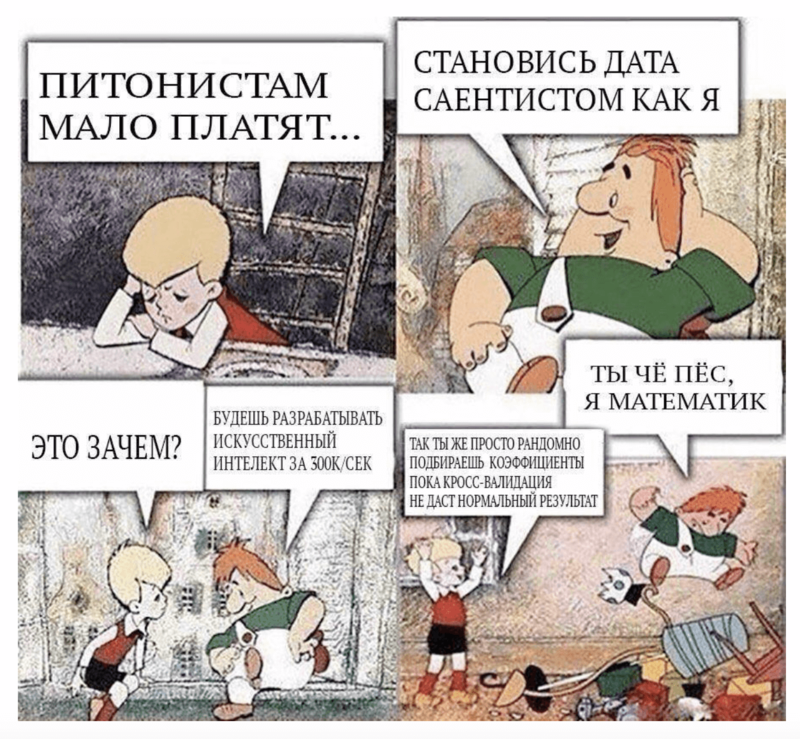 ПИТОНИСТАМ
МАЛО ПЛАТЯТ...
СТАНОВИСЬ ДАТА
САЕНТИСТОМ КАК Я
ЭТО ЗАЧЕМ?
БУДЕШЬ РАЗРАБАТЫВАТЬ
ИСКУССТВЕННЫЙ
ИНТЕЛЕКТ ЗА 300К/СЕК
ТАК ТЫ ЖЕ ПРОСТО РАНДОМНО
ПОДБИРАЕШЬ КОЭФФИЦИЕНТЫ
ПОКА КРОСС-ВАЛИДАЦИЯ
НЕ ДАСТ НОРМАЛЬНЫЙ РЕЗУЛЬТАТ
ТЫ ЧЁ ПЁС,
Я МАТЕМАТИК